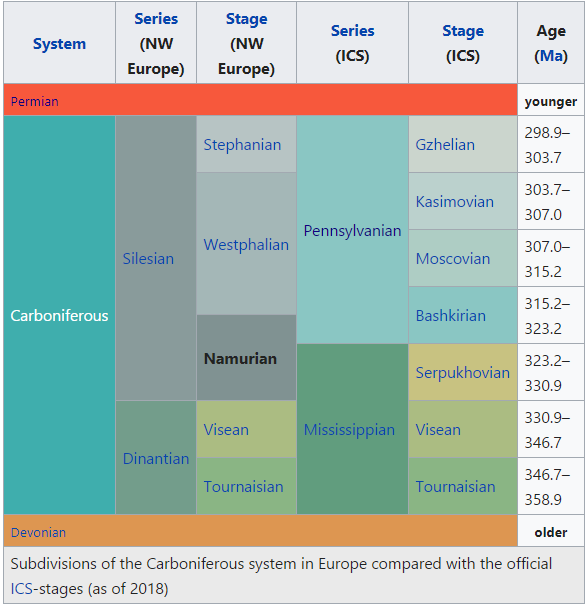 System
Series
(NW
Europe)
Stage
(NW
Europe)
Series
(ICS)
Stage
(ICS)
Age
(Ma)
Permian
younger
Carboniferous
Silesian
Stephanian
Pennsylvanian
Gzhelian
298.9–
303.7
Westphalian
Kasimovian
303.7–
307.0
Moscovian
307.0–
315.2
Bashkirian
315.2–
323.2
Namurian
Mississippian
Serpukhovian
323.2–
330.9
Dinantian
Visean
Visean
330.9–
346.7
Tournaisian
Tournaisian
346.7–
358.9
Devonian
older
Subdivisions of the Carboniferous system in Europe compared with the official
ICS-stages (as of 2018)